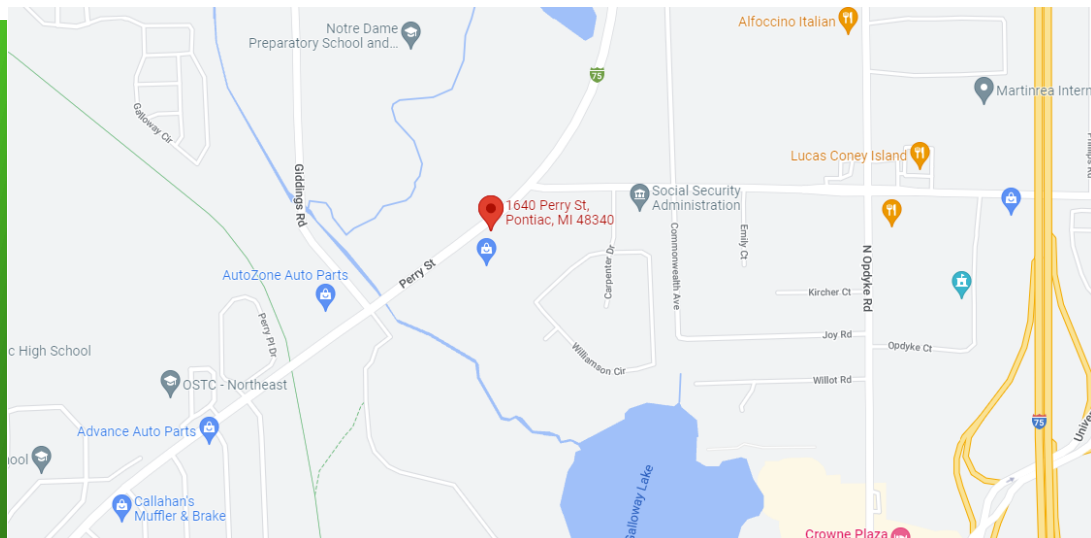 Notre Dame
Preparatory School and...
Alfoccino Italian
75
Martinrea Intern
Galloway Cir
Giddings Rd
Lucas Coney Island
Social Security
Administration
1640 Perry St,
Pontiac, MI 48340
Perry St
Carpenter Dr
Commonwealth Ave
Emily Ct
N Opdyke Rd
AutoZone Auto Parts
Kircher Ct
Perry Pl Dr
Joy Rd
Opdyke Ct
c High School
Williamson Cir
Willot Rd
OSTC - Northeast
Advance Auto Parts
75
Univer
ool
Galloway Lake
Callahan's
Muffler & Brake
Crowne Plaza